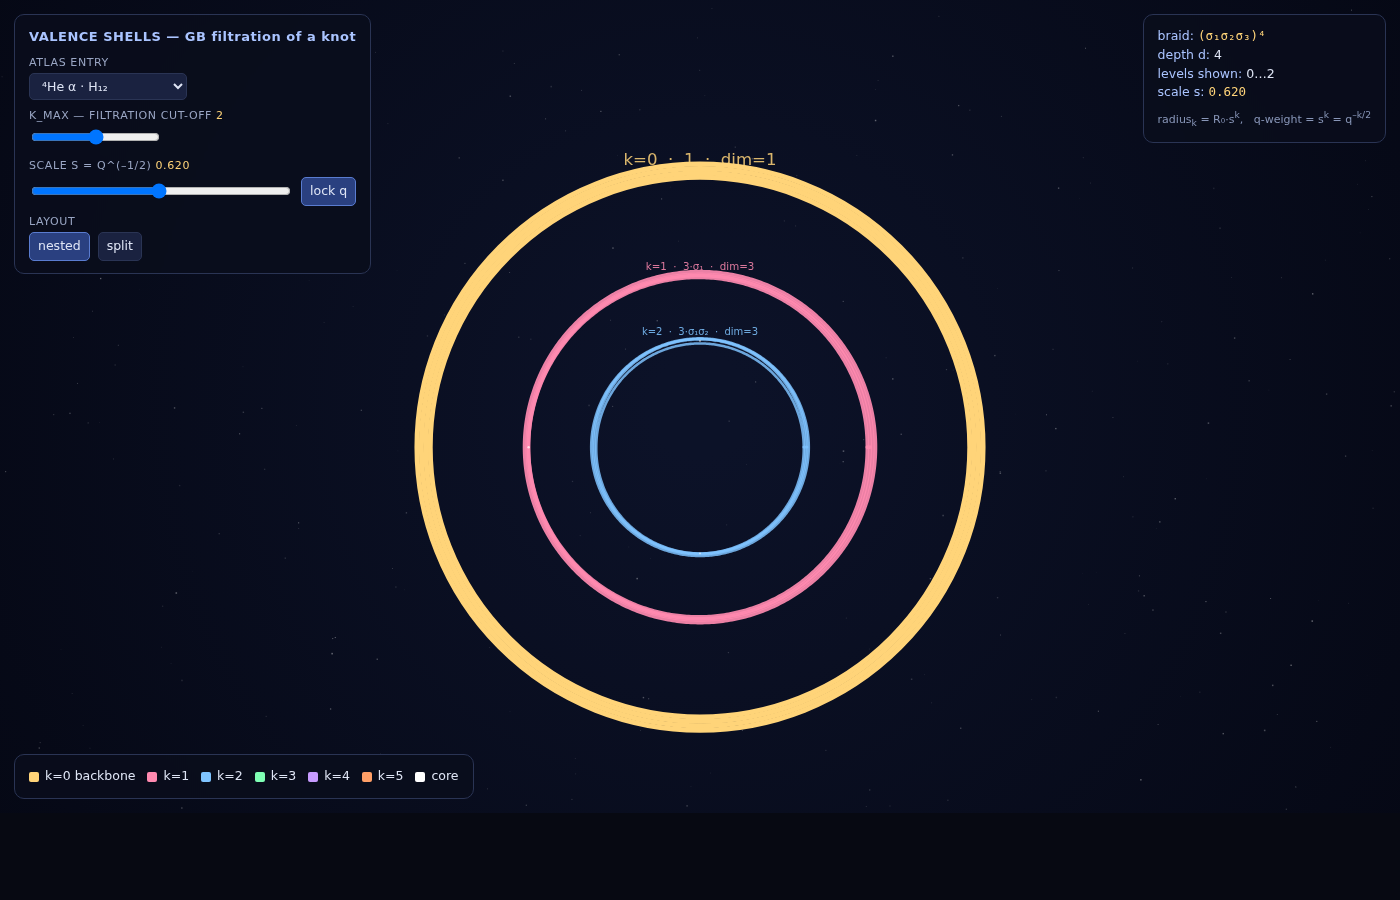 VALENCE SHELLS — GB filtration of a knot
ATLAS ENTRY
⁴He α · H₁₂
K_MAX — FILTRATION CUT-OFF 2
SCALE S = Q^(–1/2) 0.620
lock q
LAYOUT
nested split
braid: (σ₁σ₂σ₃)⁴
depth d: 4
levels shown: 0…2
scale s: 0.620
radiusₖ = R₀·sᵏ, q-weight = sᵏ = q⁻ᵏ/²
k=0 · 1 · dim=1
k=1 · 3·σ₁ · dim=3
k=2 · 3·σ₁σ₂ · dim=3
k=0 backbone k=1 k=2 k=3 k=4 k=5 core